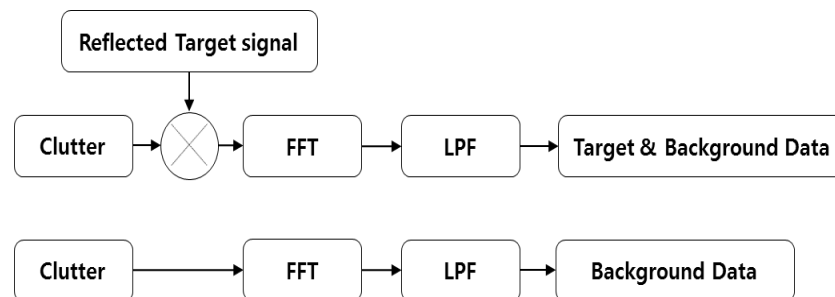 Reflected Target signal
Clutter
FFT
LPF
Target & Background Data
Clutter
FFT
LPF
Background Data